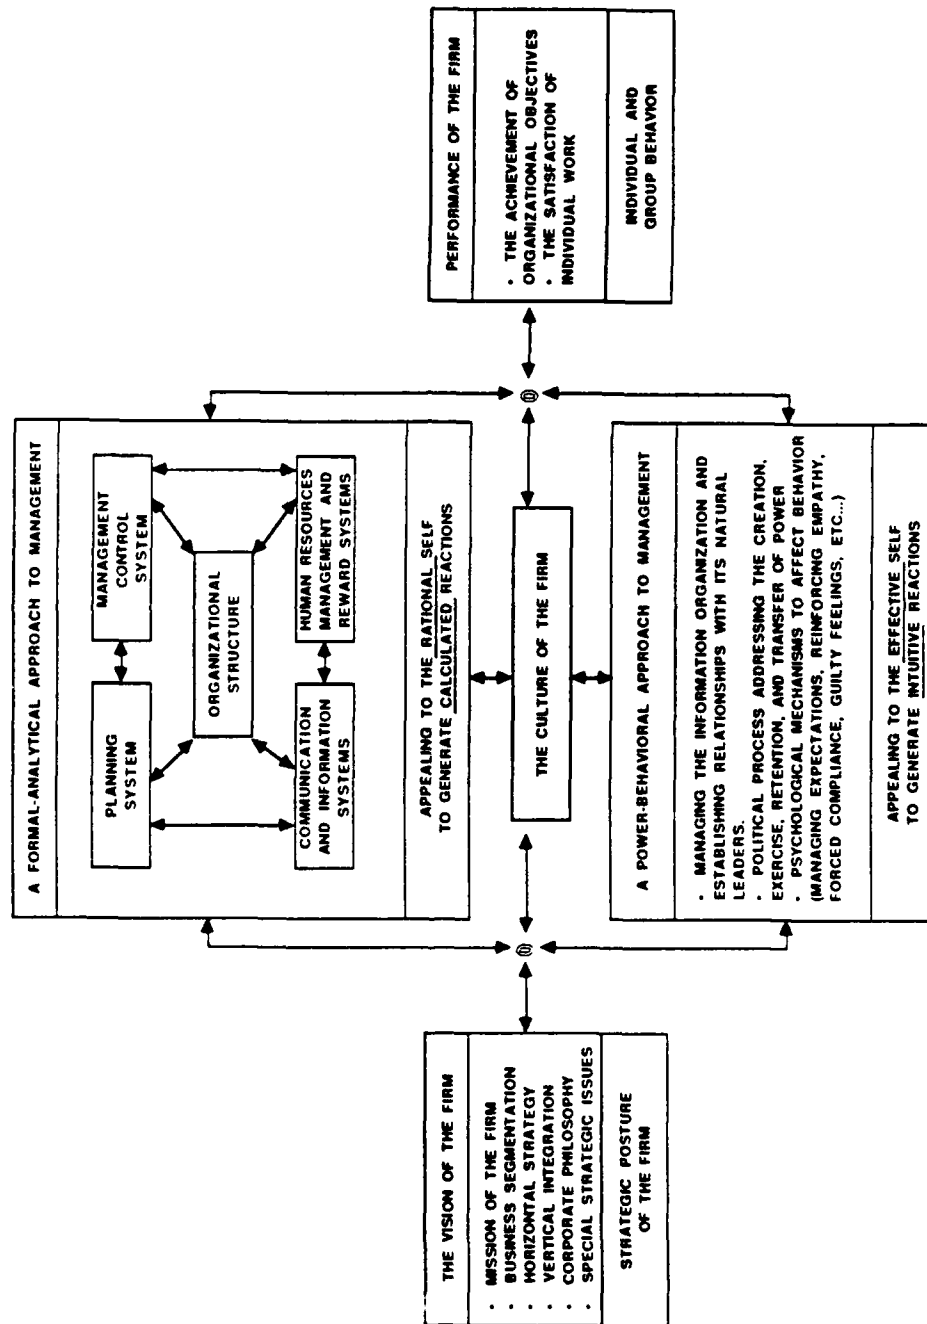 THE VISION OF THE FIRM
· MISSION OF THE FIRM
· BUSINESS SEGMENTATION
· HORIZONTAL STRATEGY
· VERTICAL INTEGRATION
· CORPORATE PHILOSOPHY
· SPECIAL STRATEGIC ISSUES
STRATEGIC POSTURE
OF THE FIRM
A FORMAL-ANALYTICAL APPROACH TO MANAGEMENT
PLANNING
SYSTEM
MANAGEMENT
CONTROL
SYSTEM
ORGANIZATIONAL
STRUCTURE
COMMUNICATION
AND INFORMATION
SYSTEMS
HUMAN RESOURCES
MANAGEMENT AND
REWARD SYSTEMS
APPEALING TO THE RATIONAL SELF
TO GENERATE CALCULATED REACTIONS
@
THE CULTURE OF THE FIRM
@
A POWER-BEHAVIORAL APPROACH TO MANAGEMENT
· MANAGING THE INFORMATION ORGANIZATION AND
ESTABLISHING RELATIONSHIPS WITH ITS NATURAL
LEADERS.
· POLITICAL PROCESS ADDRESSING THE CREATION,
EXERCISE, RETENTION, AND TRANSFER OF POWER
· PSYCHOLOGICAL MECHANISMS TO AFFECT BEHAVIOR
(MANAGING EXPECTATIONS, REINFORCING EMPATHY,
FORCED COMPLIANCE, GUILTY FEELINGS, ETC...)
APPEALING TO THE EFFECTIVE SELF
TO GENERATE INTUITIVE REACTIONS
PERFORMANCE OF THE FIRM
· THE ACHIEVEMENT OF
ORGANIZATIONAL OBJECTIVES
· THE SATISFACTION OF
INDIVIDUAL WORK
INDIVIDUAL AND
GROUP BEHAVIOR